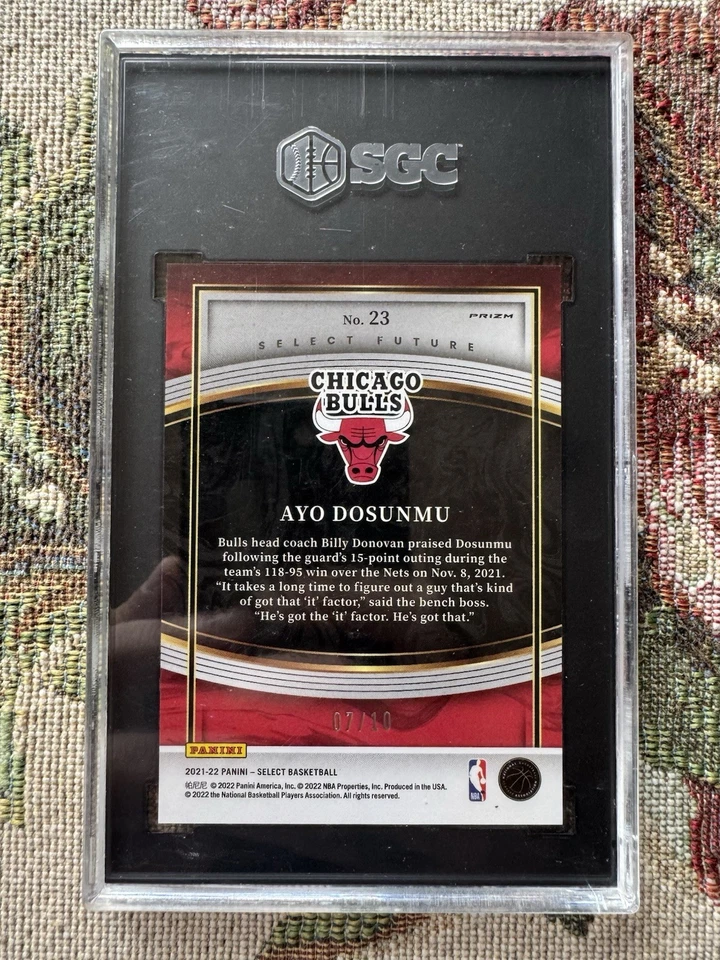 SGC
No. 23
PRIZM
SELECT FUTURE
CHICAGO
BULLS
AYO DOSUNMU
Bulls head coach Billy Donovan praised Dosunmu
following the guard's 15-point outing during the
team's 118-95 win over the Nets on Nov. 8, 2021.
“It takes a long time to figure out a guy that's kind
of got that ‘it’ factor,” said the bench boss.
“He's got the ‘it’ factor. He's got that.”
07/10
PANINI
2021-22 PANINI – SELECT BASKETBALL
帕尼尼 © 2022 Panini America, Inc. © 2022 NBA Properties, Inc. Produced in the USA.
© 2022 the National Basketball Players Association. All rights reserved.
NBA